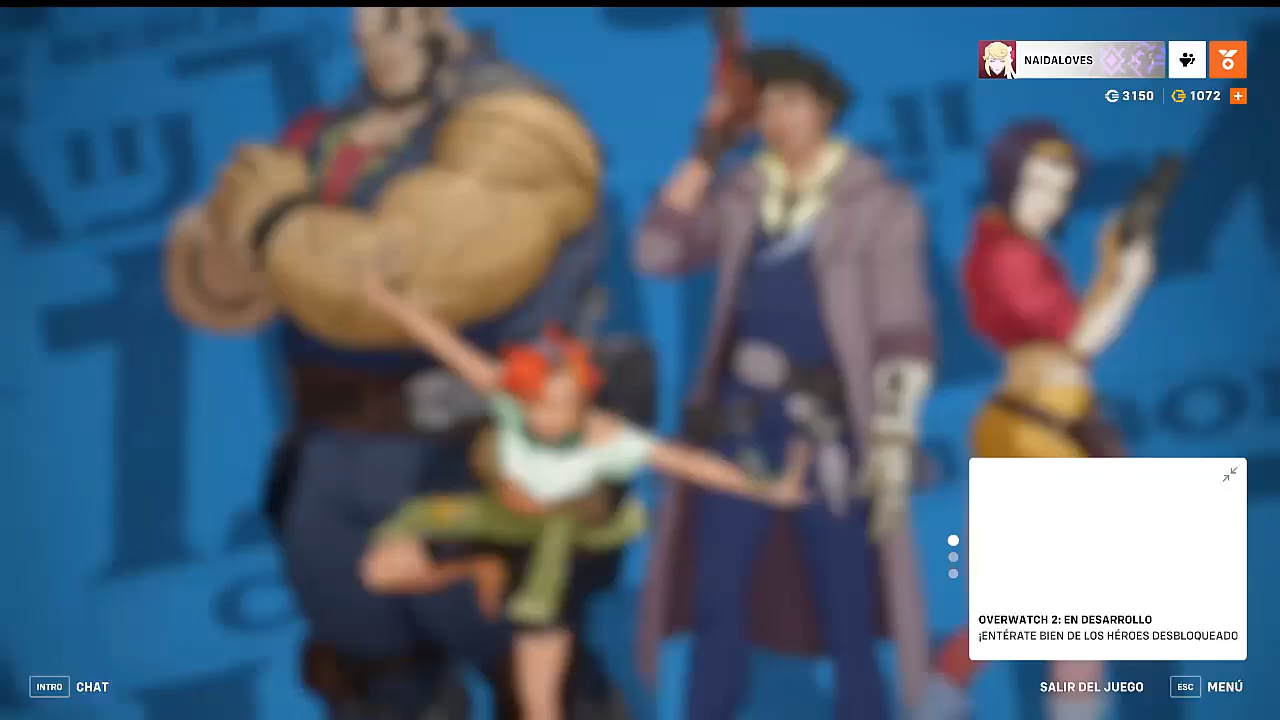 NAIDALOVES
3150
1072
OVERWATCH 2: EN DESARROLLO
¡ENTÉRATE BIEN DE LOS HÉROES DESBLOQUEADO
INTRO CHAT
SALIR DEL JUEGO
ESC MENÚ